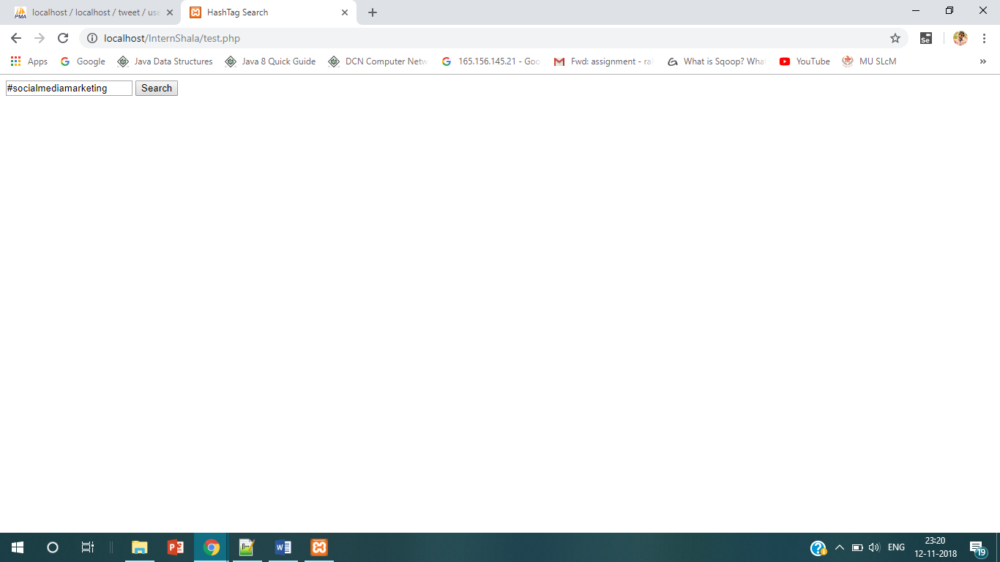 PMA localhost / localhost / tweet / use HashTag Search
localhost/InternShala/test.php Se
Apps Google Java Data Structures Java 8 Quick Guide DCN Computer Netw 165.156.145.21 - Goo Fwd: assignment - ra What is Sqoop? Wha YouTube MU SLcM »
#socialmediamarketing Search
ENG 23:20 19
12-11-2018